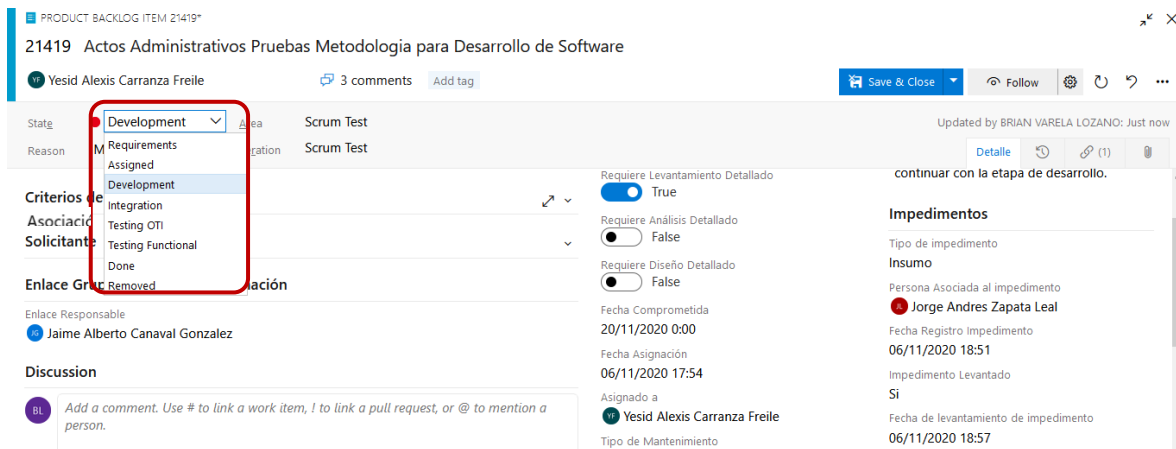 PRODUCT BACKLOG ITEM 21419*
21419 Actos Administrativos Pruebas Metodologia para Desarrollo de Software
YF Yesid Alexis Carranza Freile
3 comments
Add tag
Save & Close
Follow
State
Development
Area
Scrum Test
Updated by BRIAN VARELA LOZANO: Just now
Reason
M
ration
Scrum Test
Detalle
(1)
Requirements
Assigned
Development
Integration
Testing OTI
Testing Functional
Done
Removed
Criterios de
Asociació
Solicitante
Enlace Grup
ación
Enlace Responsable
JG Jaime Alberto Canaval Gonzalez
Discussion
BL
Add a comment. Use # to link a work item, ! to link a pull request, or @ to mention a
person.
Requiere Levantamiento Detallado
True
Requiere Análisis Detallado
False
Requiere Diseño Detallado
False
Fecha Comprometida
20/11/2020 0:00
Fecha Asignación
06/11/2020 17:54
Asignado a
YF Yesid Alexis Carranza Freile
Tipo de Mantenimiento
continuar con la etapa de desarrollo.
Impedimentos
Tipo de impedimento
Insumo
Persona Asociada al impedimento
Jorge Andres Zapata Leal
Fecha Registro Impedimento
06/11/2020 18:51
Impedimento Levantado
Si
Fecha de levantamiento de impedimento
06/11/2020 18:57